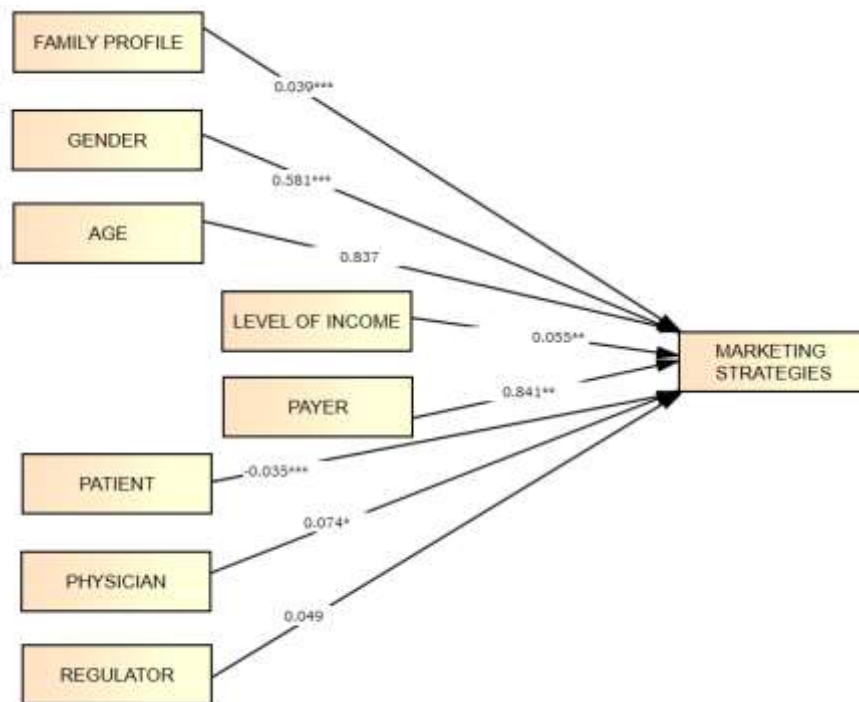 FAMILY PROFILE
0.039***
GENDER
0.581***
AGE
0.837
LEVEL OF INCOME
0.055**
MARKETING
STRATEGIES
PAYER
0.841**
PATIENT
-0.035***
PHYSICIAN
0.074*
REGULATOR
0.049